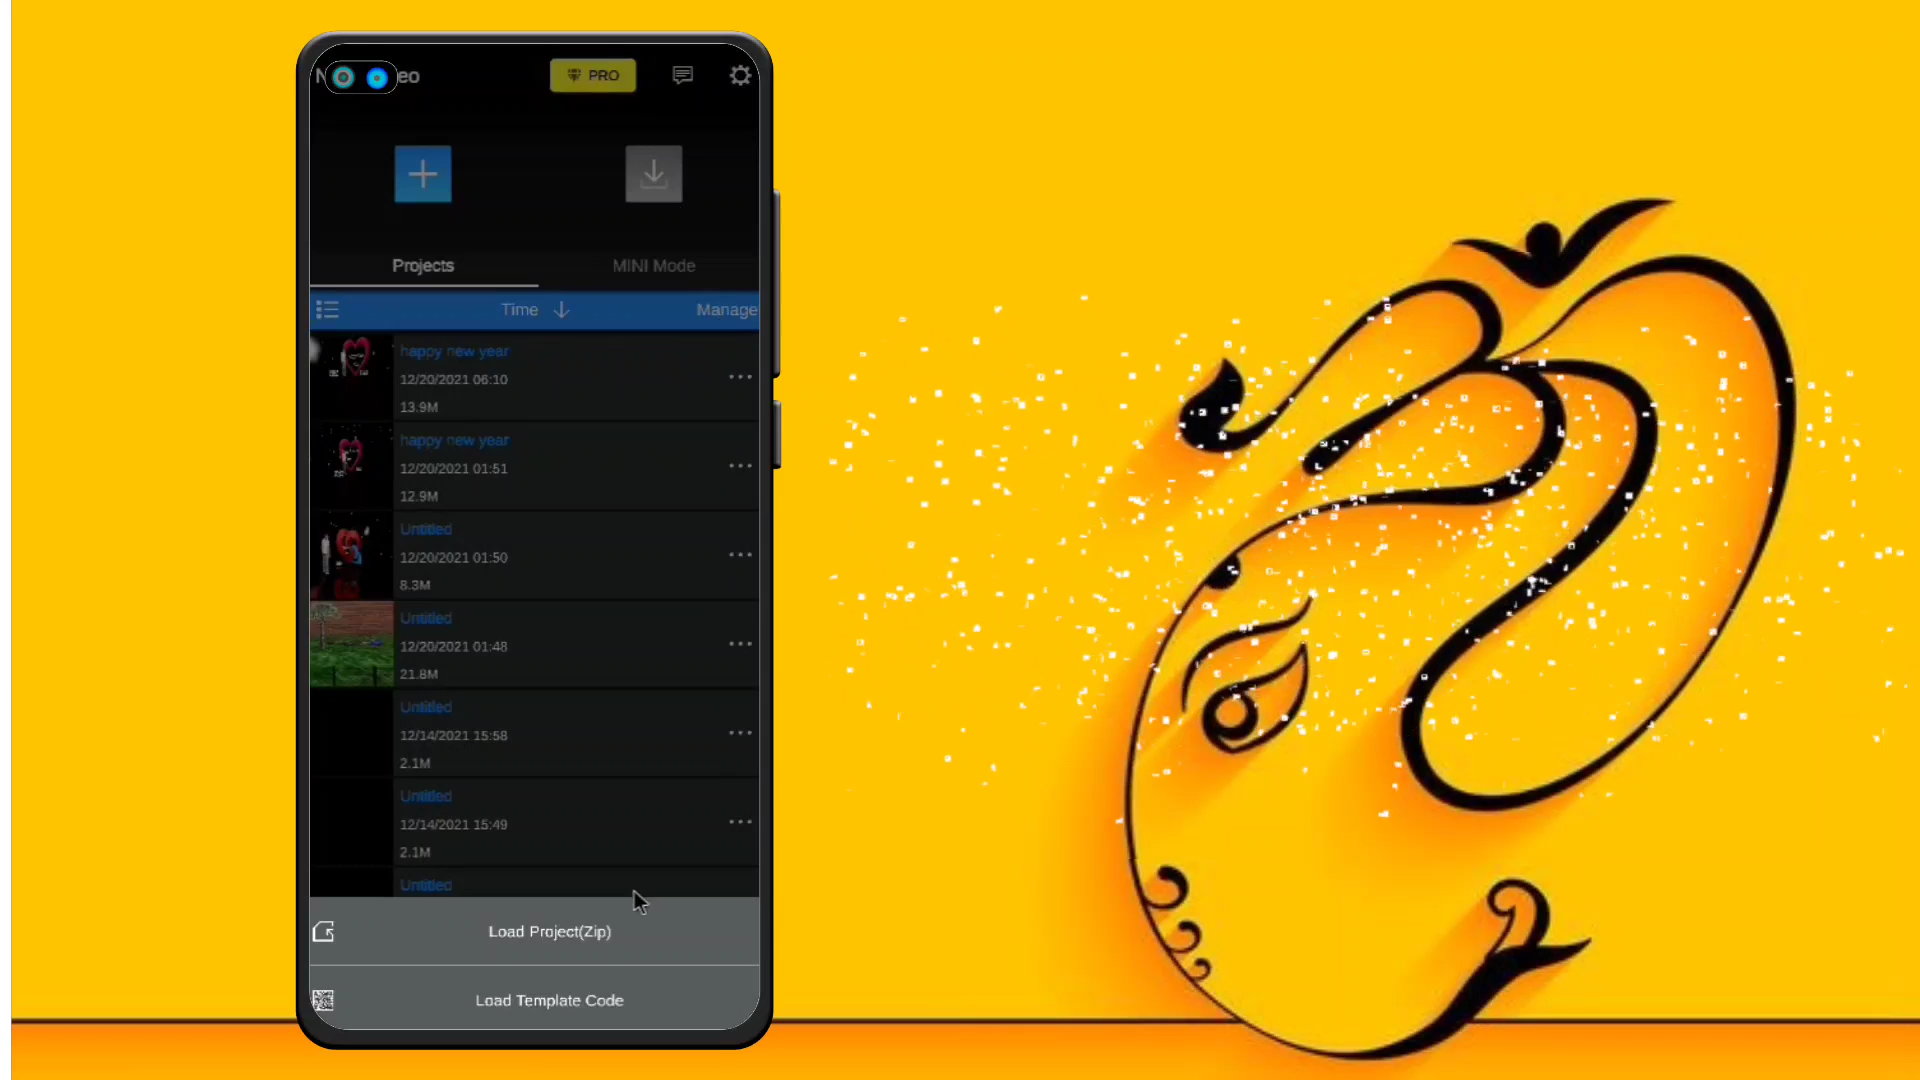 PRO
Projects
MINI Mode
Time
Manage
happy new year
12/20/2021 06:10
13.9M
happy new year
12/20/2021 01:51
12.9M
Untitled
12/20/2021 01:50
8.3M
Untitled
12/20/2021 01:48
21.8M
Untitled
12/14/2021 15:58
2.1M
Untitled
12/14/2021 15:49
2.1M
Untitled
Load Project(Zip)
Load Template Code